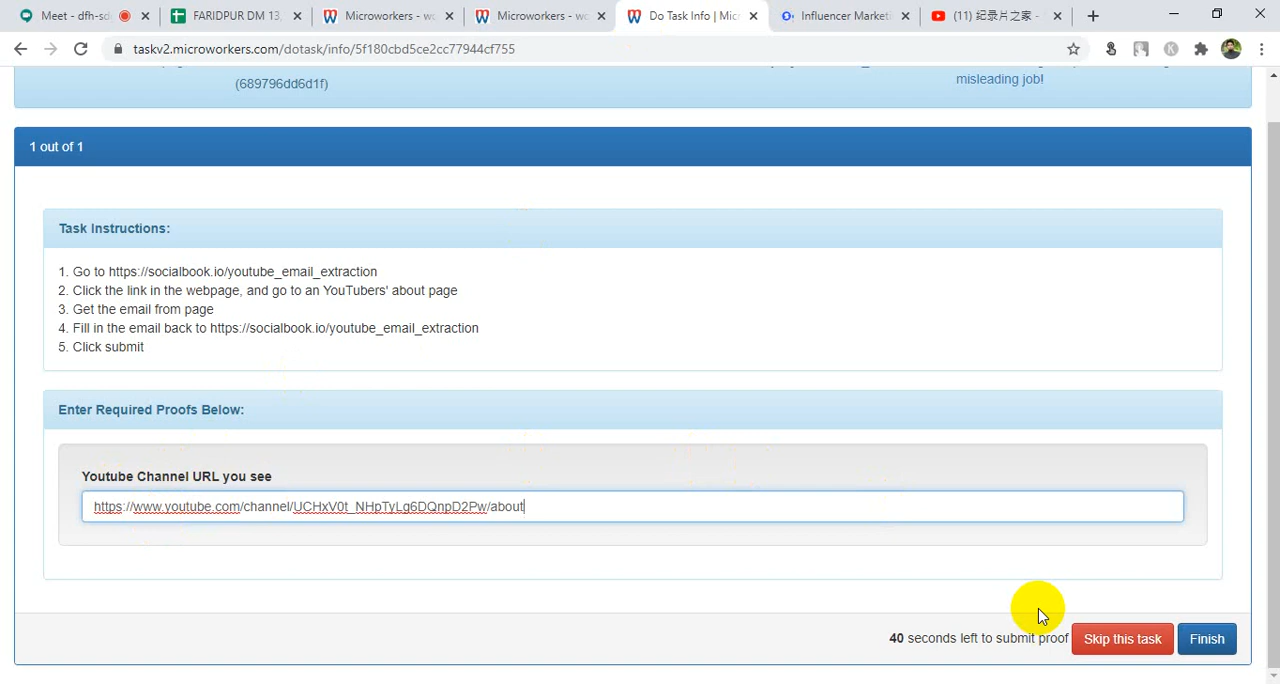 Meet - dfh-sd
FARIDPUR DM 13,
Microworkers - wo
Microworkers - wo
Do Task Info | Micr
Influencer Marketi
(11) 纪录片之家 -
taskv2.microworkers.com/dotask/info/5f180cbd5ce2cc77944cf755
(689796dd6d1f)
misleading job!
1 out of 1
Task Instructions:
1. Go to https://socialbook.io/youtube_email_extraction
2. Click the link in the webpage, and go to an YouTubers' about page
3. Get the email from page
4. Fill in the email back to https://socialbook.io/youtube_email_extraction
5. Click submit
Enter Required Proofs Below:
Youtube Channel URL you see
https://www.youtube.com/channel/UCHxV0t_NHpTyLg6DQnpD2Pw/about
40 seconds left to submit proof
Skip this task
Finish